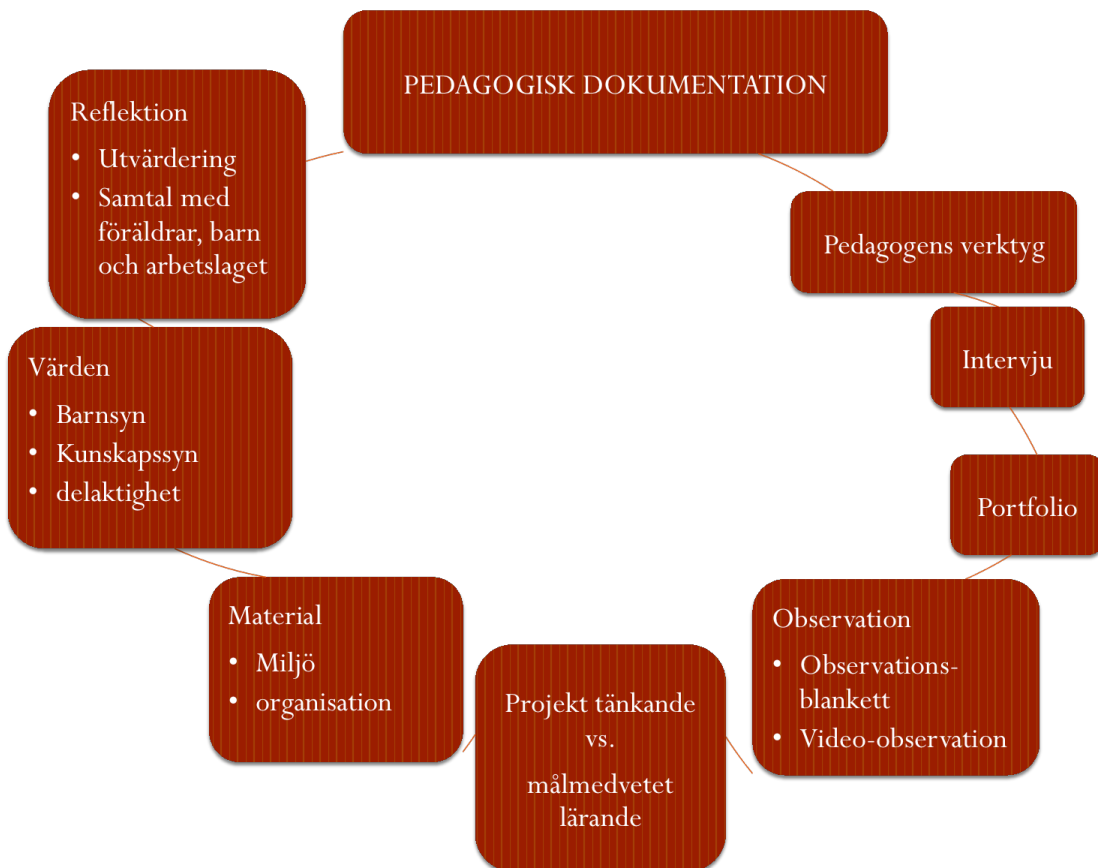 PEDAGOGISK DOKUMENTATION
Pedagogens verktyg
Intervju
Portfolio
Observation
• Observations-
blankett
• Video-observation
Projekt tänkande
vs.
målmedvetet
lärande
Material
• Miljö
• organisation
Värden
• Barnsyn
• Kunskapssyn
• delaktighet
Reflektion
• Utvärdering
• Samtal med
föräldrar, barn
och arbetslaget